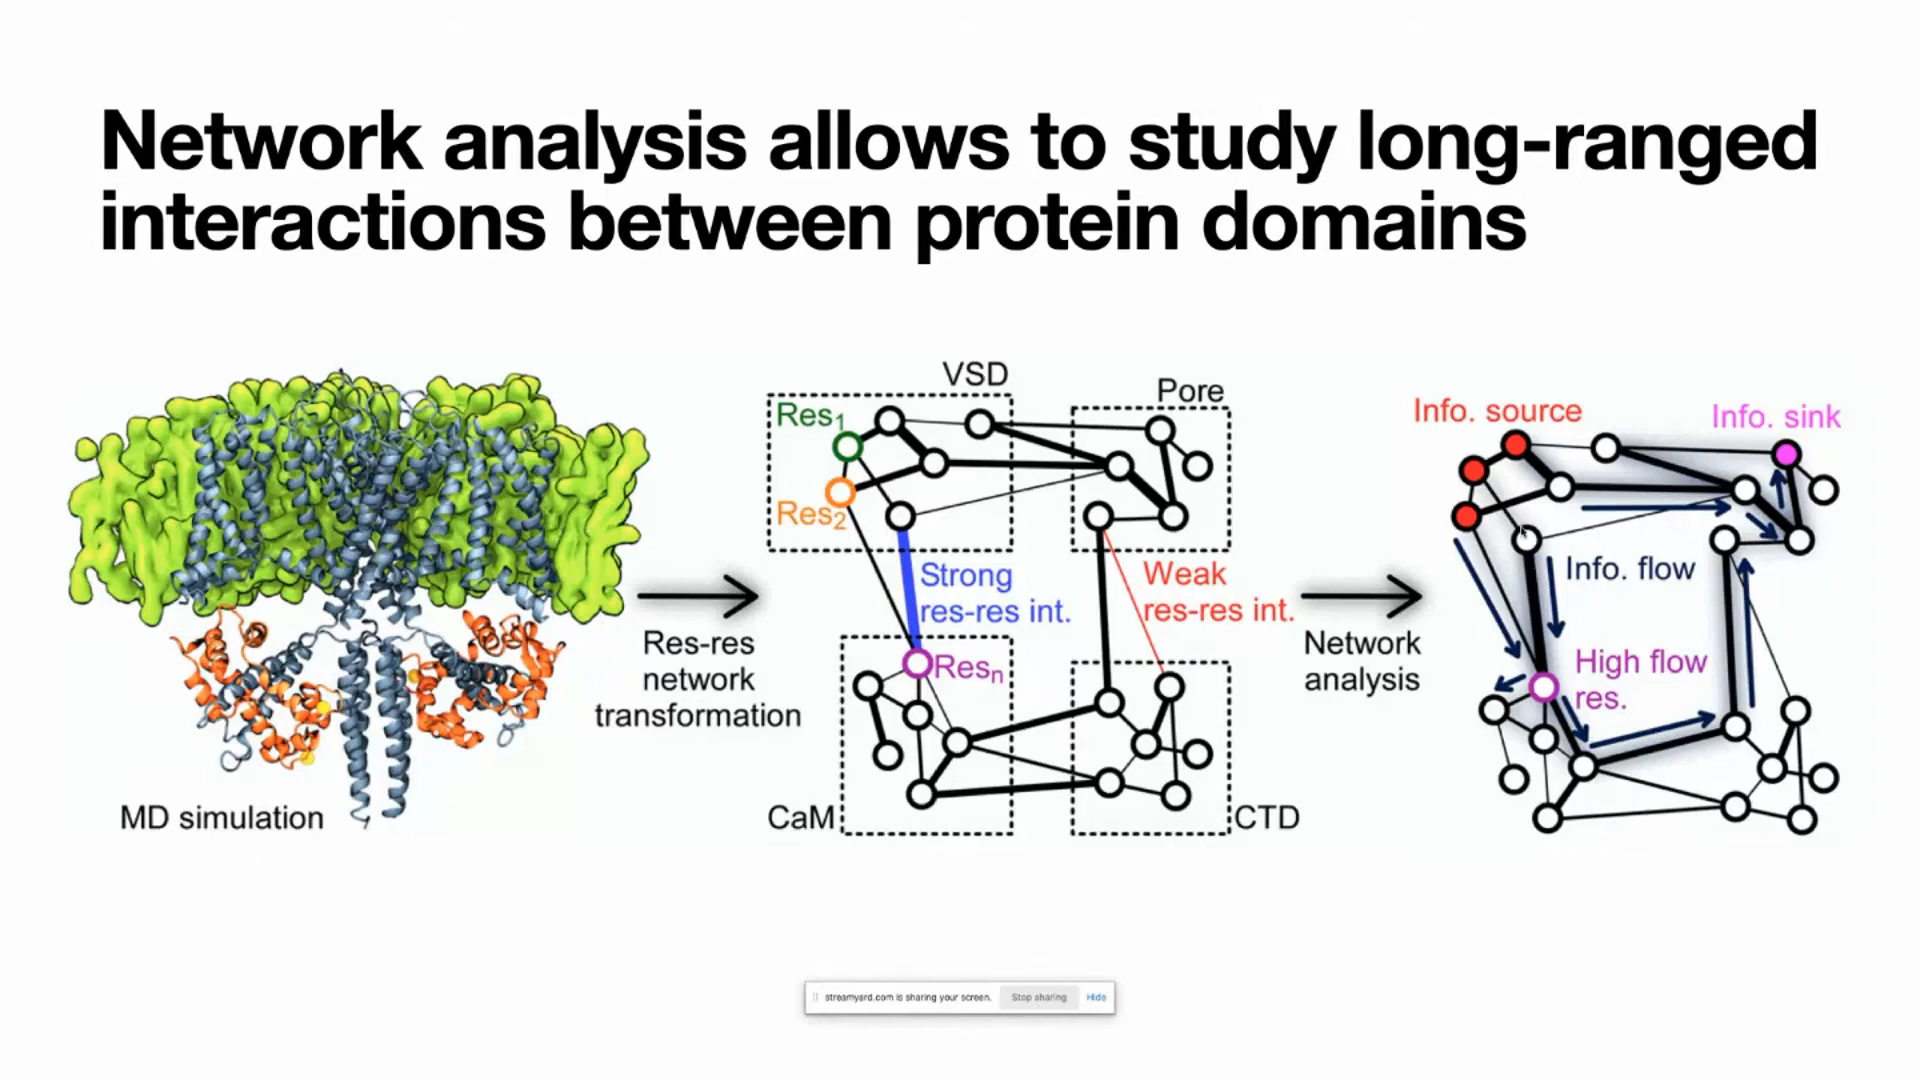 Network analysis allows to study long-ranged
interactions between protein domains
MD simulation
Res-res
network
transformation
VSD
Pore
Res1
Res2
Strong
res-res int.
Weak
res-res int.
Resn
CaM
CTD
Network
analysis
Info. source
Info. sink
Info. flow
High flow
res.
streamyard.com is sharing your screen. Stop sharing Hide